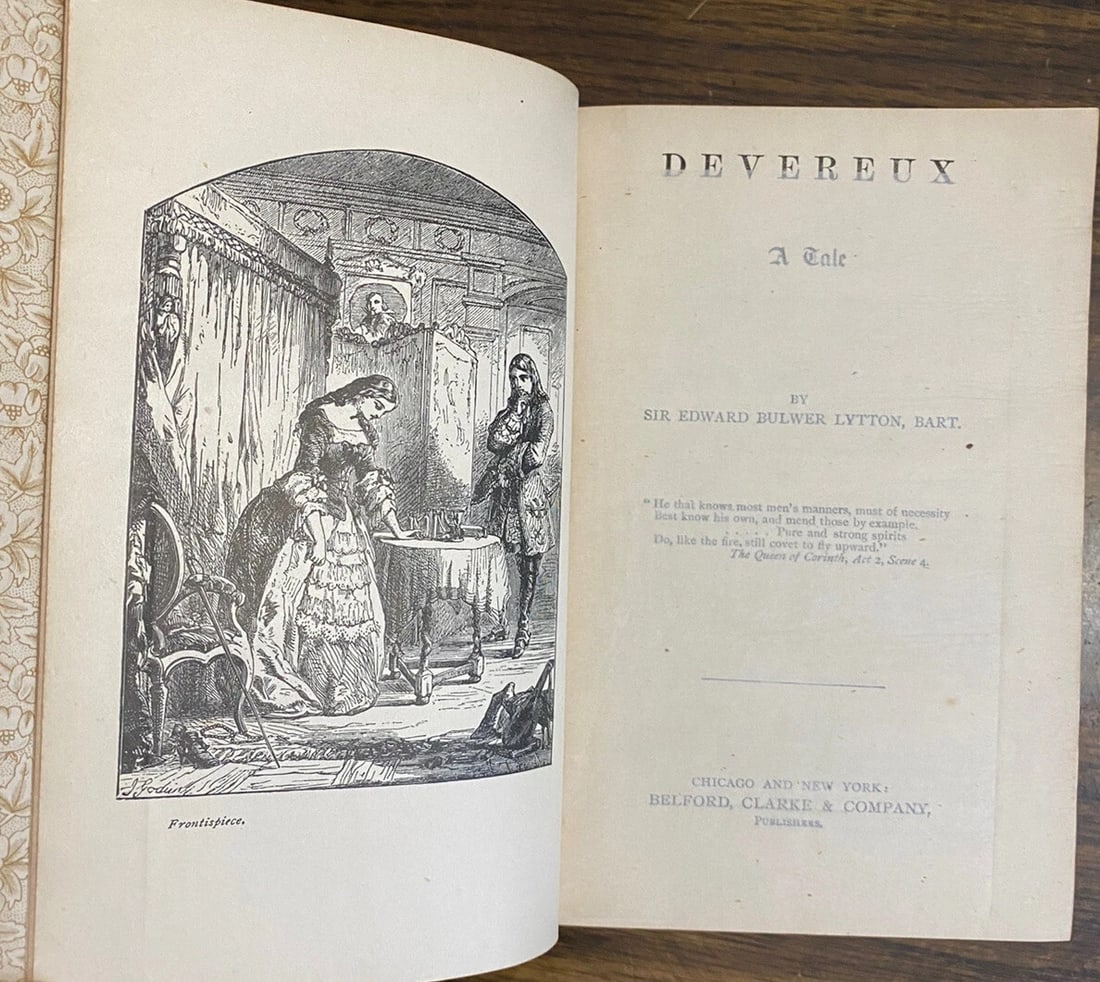 Frontispiece.
DEVEREUX
A Tale
BY
SIR EDWARD BULWER LYTTON, BART.
"He that knows most men's manners, must of necessity
Best know his own, and mend those by example.
. . . . . Pure and strong spirits
Do, like the fire, still covet to fly upward."
The Queen of Corinth, Act 2, Scene 4.
CHICAGO AND NEW YORK:
BELFORD, CLARKE & COMPANY,
PUBLISHERS.